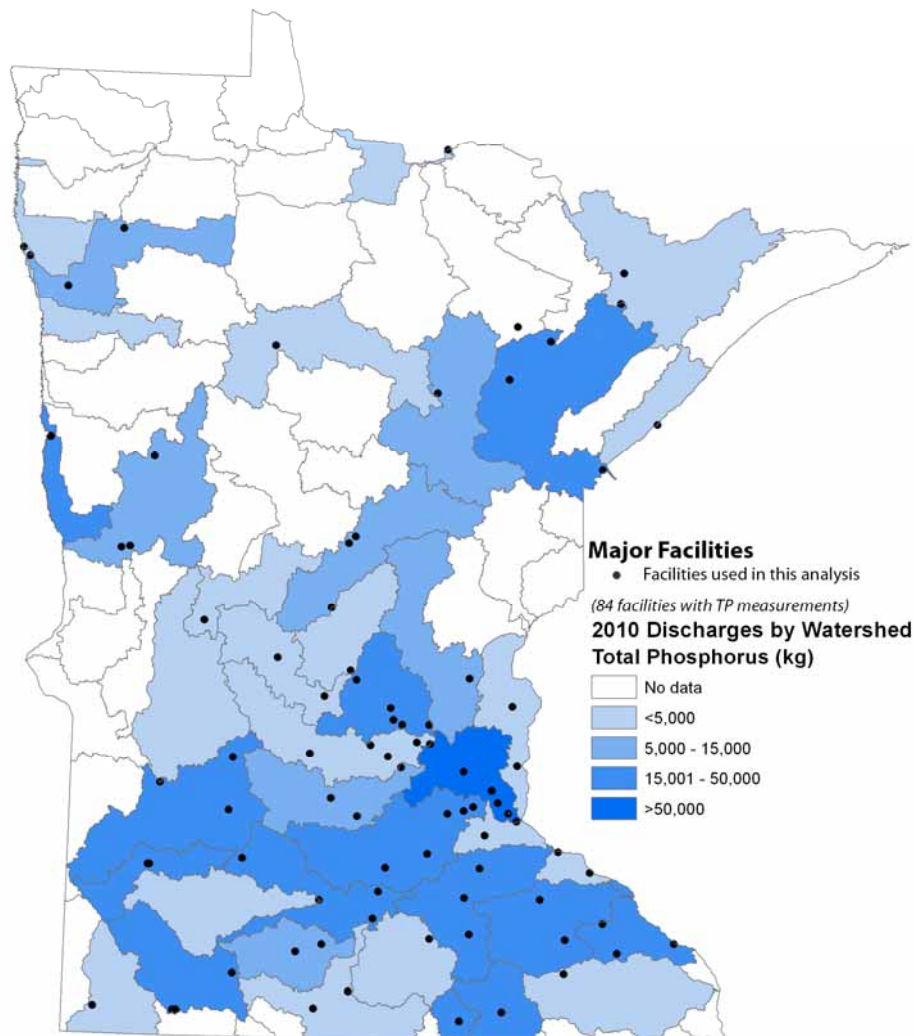 Major Facilities
Facilities used in this analysis
(84 facilities with TP measurements)
2010 Discharges by Watershed
Total Phosphorus (kg)
No data
<5,000
5,000 - 15,000
15,001 - 50,000
>50,000